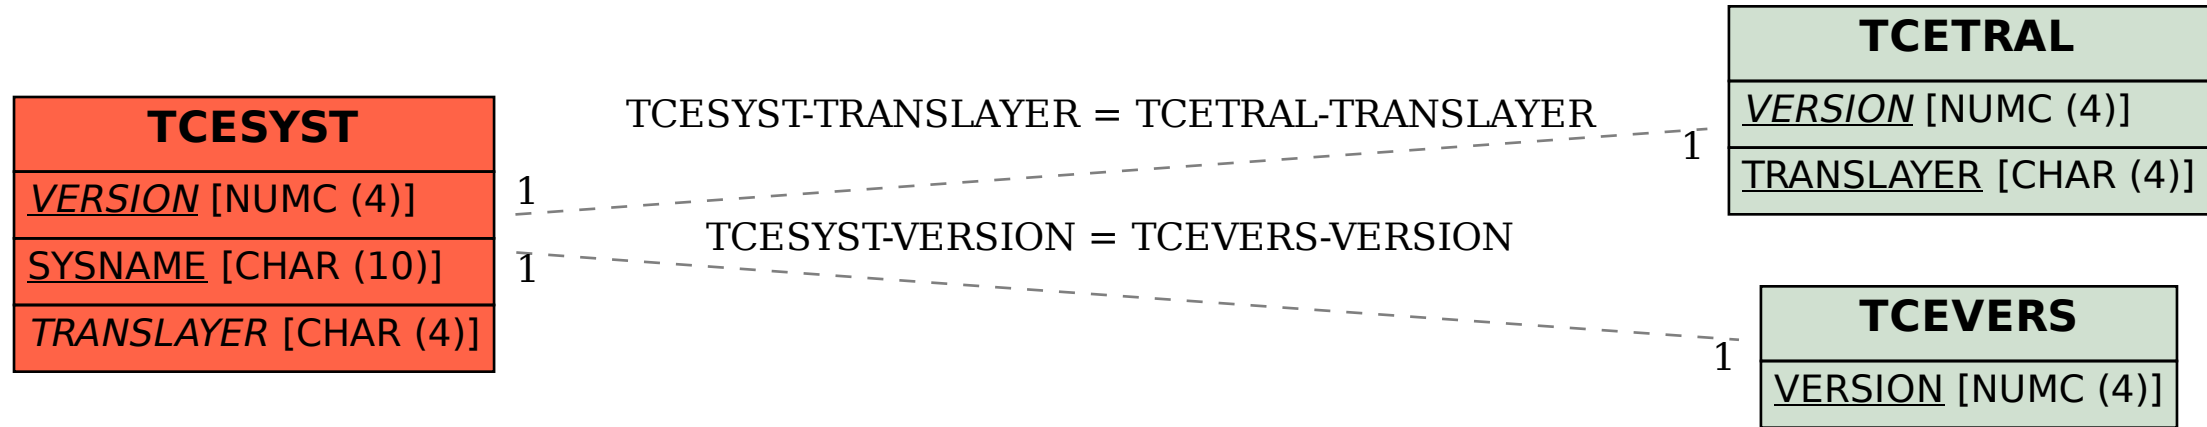 TCESYST
VERSION [NUMC (4)]
SYSNAME [CHAR (10)]
TRANSLAYER [CHAR (4)]
TCESYST-TRANSLAYER = TCETRAL-TRANSLAYER
1
1
TCESYST-VERSION = TCEVERS-VERSION
1
1
TCETRAL
VERSION [NUMC (4)]
TRANSLAYER [CHAR (4)]
TCEVERS
VERSION [NUMC (4)]